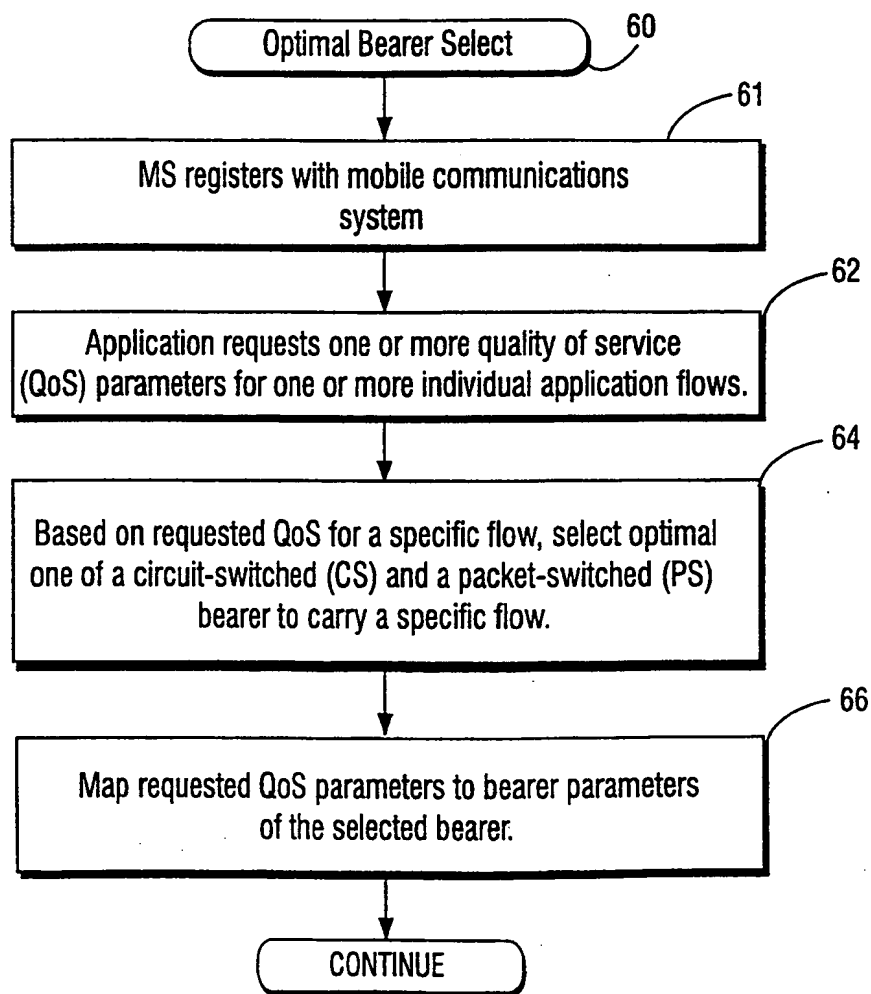 Optimal Bearer Select
60
61
MS registers with mobile communications
system
62
Application requests one or more quality of service
(QoS) parameters for one or more individual application flows.
64
Based on requested QoS for a specific flow, select optimal
one of a circuit-switched (CS) and a packet-switched (PS)
bearer to carry a specific flow.
66
Map requested QoS parameters to bearer parameters
of the selected bearer.
CONTINUE